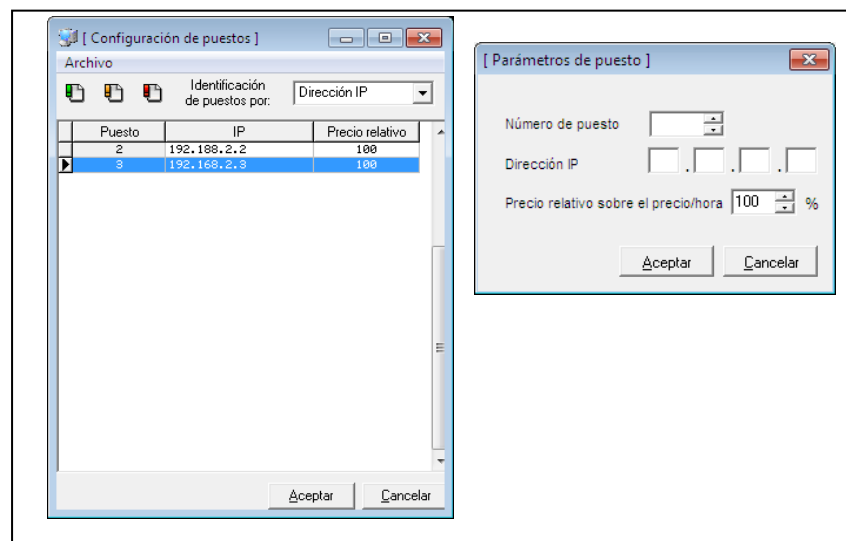 [ Configuración de puestos ]
Archivo
Identificación
de puestos por:
Dirección IP
Puesto IP Precio relativo
2 192.188.2.2 100
3 192.168.2.3 100
Aceptar Cancelar
[ Parámetros de puesto ]
Número de puesto
Dirección IP . . .
Precio relativo sobre el precio/hora 100 %
Aceptar Cancelar